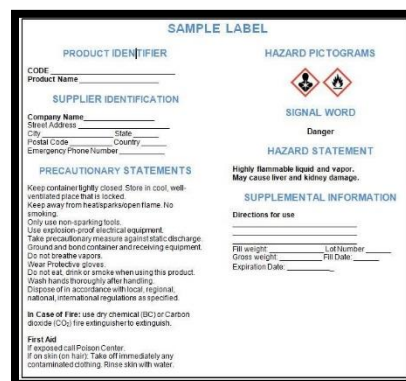 SAMPLE LABEL
PRODUCT IDENTIFIER
CODE
Product Name
SUPPLIER IDENTIFICATION
Company Name
Street Address
City State
Postal Code Country
Emergency Phone Number
PRECAUTIONARY STATEMENTS
Keep container tightly closed. Store in cool, well-
ventilated place that is locked.
Keep away from heat/sparks/open flame. No
smoking.
Only use non-sparking tools.
Use explosion-proof electrical equipment.
Take precautionary measure against static discharge.
Ground and bond container and receiving equipment.
Do not breathe vapors.
Wear Protective gloves.
Do not eat, drink or smoke when using this product.
Wash hands thoroughly after handling.
Dispose of in accordance with local, regional,
national, international regulations as specified.
In Case of Fire: use dry chemical (BC) or Carbon
dioxide (CO₂) fire extinguisher to extinguish.
First Aid
If exposed call Poison Center.
If on skin (on hair): Take off immediately any
contaminated clothing. Rinse skin with water.
HAZARD PICTOGRAMS
SIGNAL WORD
Danger
HAZARD STATEMENT
Highly flammable liquid and vapor.
May cause liver and kidney damage.
SUPPLEMENTAL INFORMATION
Directions for use
Fill weight: Lot Number
Gross weight: Fill Date:
Expiration Date: